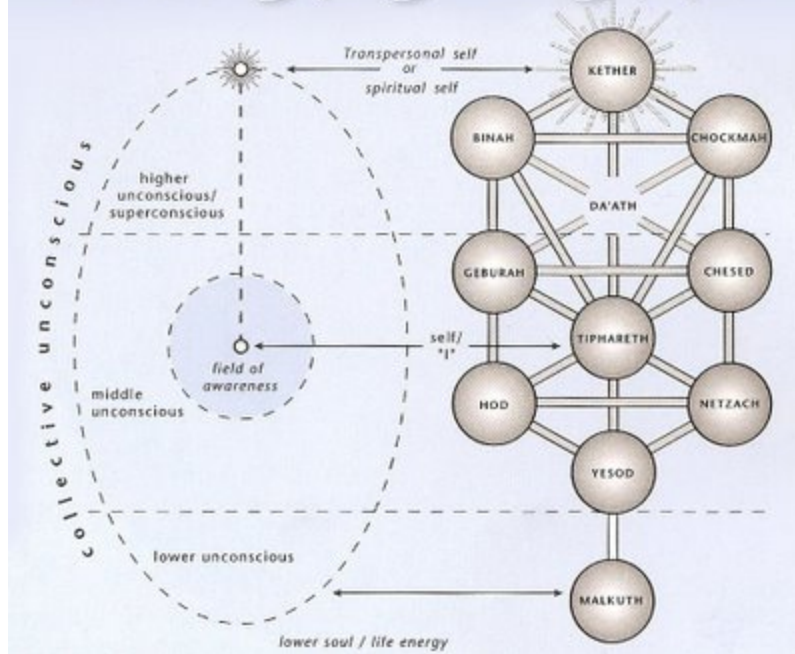 Transpersonal self
or
spiritual self
KETHER
BINAH
CHOCKMAH
higher
unconscious/
superconscious
DA'ATH
collective unconscious
GEBURAH
CHESED
self/
"I"
TIPHARETH
field of
awareness
middle
unconscious
HOD
NETZACH
YESOD
lower unconscious
MALKUTH
lower soul / life energy